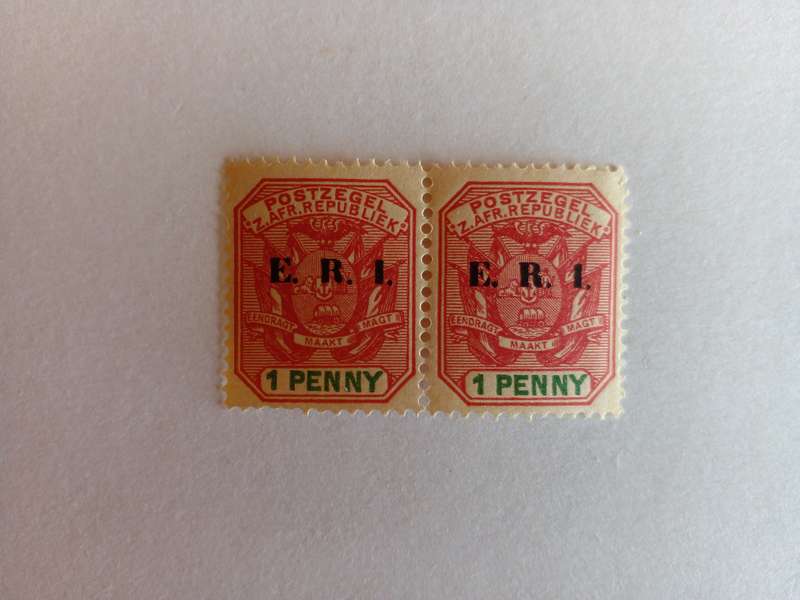 POSTZEGEL
Z. AFR. REPUBLIEK
E. R. I.
EENDRAGT MAAKT MAGT
1 PENNY
POSTZEGEL
Z. AFR. REPUBLIEK
E. R. I.
EENDRAGT MAAKT MAGT
1 PENNY